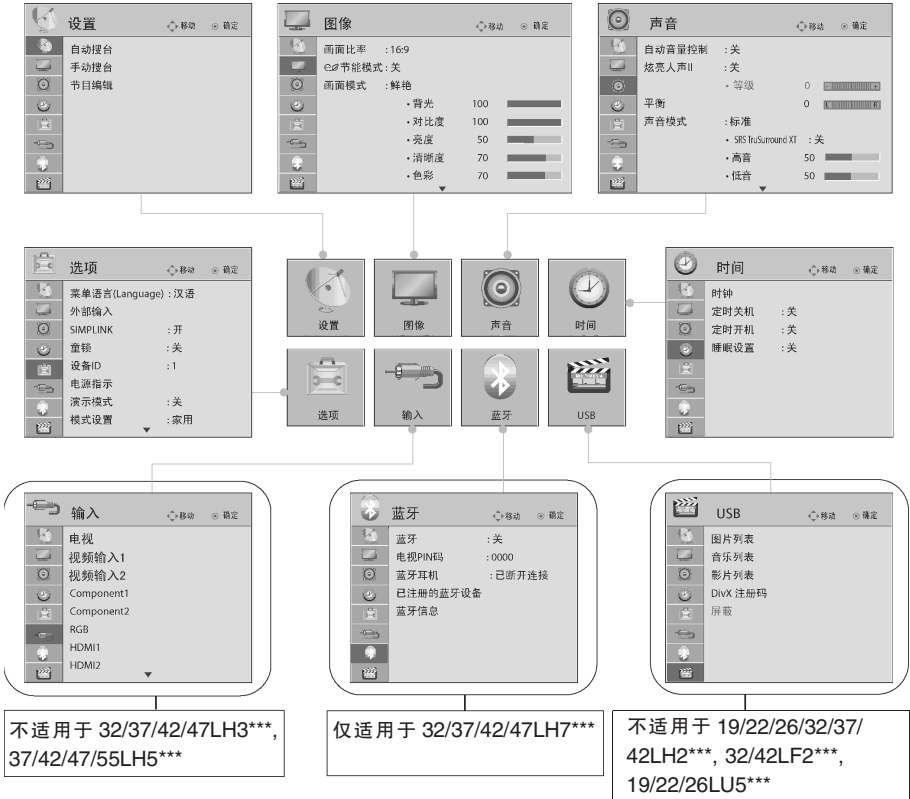 设置 移动 确定
自动搜台
手动搜台
节目编辑
图像 移动 确定
画面比率 : 16:9
节能模式 : 关
画面模式 : 鲜艳
• 背光 100
• 对比度 100
• 亮度 50
• 清晰度 70
• 色彩 70
声音 移动 确定
自动音量控制 : 关
炫亮人声II : 关
• 等级 0 - +
平衡 0 L R
声音模式 : 标准
• SRS TruSurround XT : 关
• 高音 50
• 低音 50
选项 移动 确定
菜单语言(Language) : 汉语
外部输入
SIMPLINK : 开
童锁 : 关
设备ID : 1
电源指示
演示模式 : 关
模式设置 : 家用
设置
图像
声音
时间
选项
输入
蓝牙
USB
时间 移动 确定
时钟
定时关机 : 关
定时开机 : 关
睡眠设置 : 关
输入 移动 确定
电视
视频输入1
视频输入2
Component1
Component2
RGB
HDMI1
HDMI2
不适用于 32/37/42/47LH3***,
37/42/47/55LH5***
蓝牙 移动 确定
蓝牙 : 关
电视PIN码 : 0000
蓝牙耳机 : 已断开连接
已注册的蓝牙设备
蓝牙信息
仅适用于 32/37/42/47LH7***
USB 移动 确定
图片列表
音乐列表
影片列表
DivX 注册码
屏蔽
不适用于 19/22/26/32/37/
42LH2***, 32/42LF2***,
19/22/26LU5***